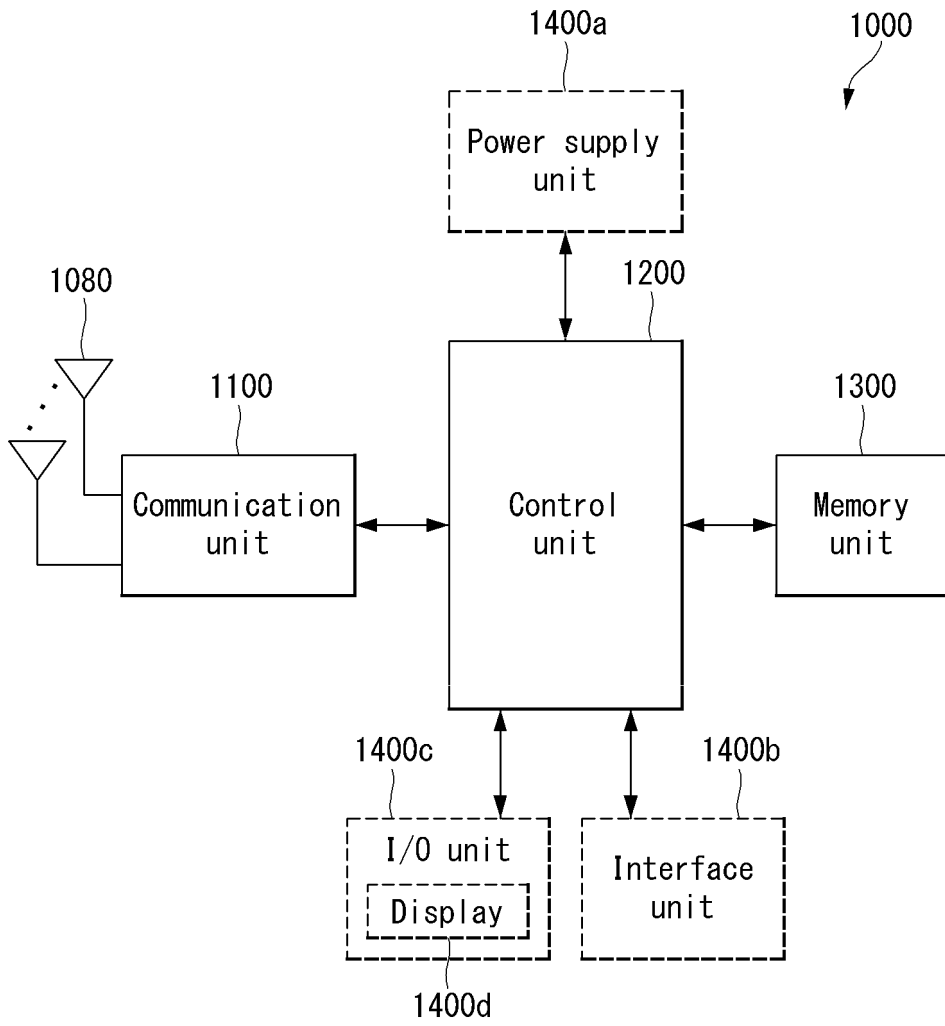 1400a
1000
Power supply
unit
1080
1200
1100
1300
Communication
unit
Control
unit
Memory
unit
1400c
1400b
I/O unit
Display
Interface
unit
1400d